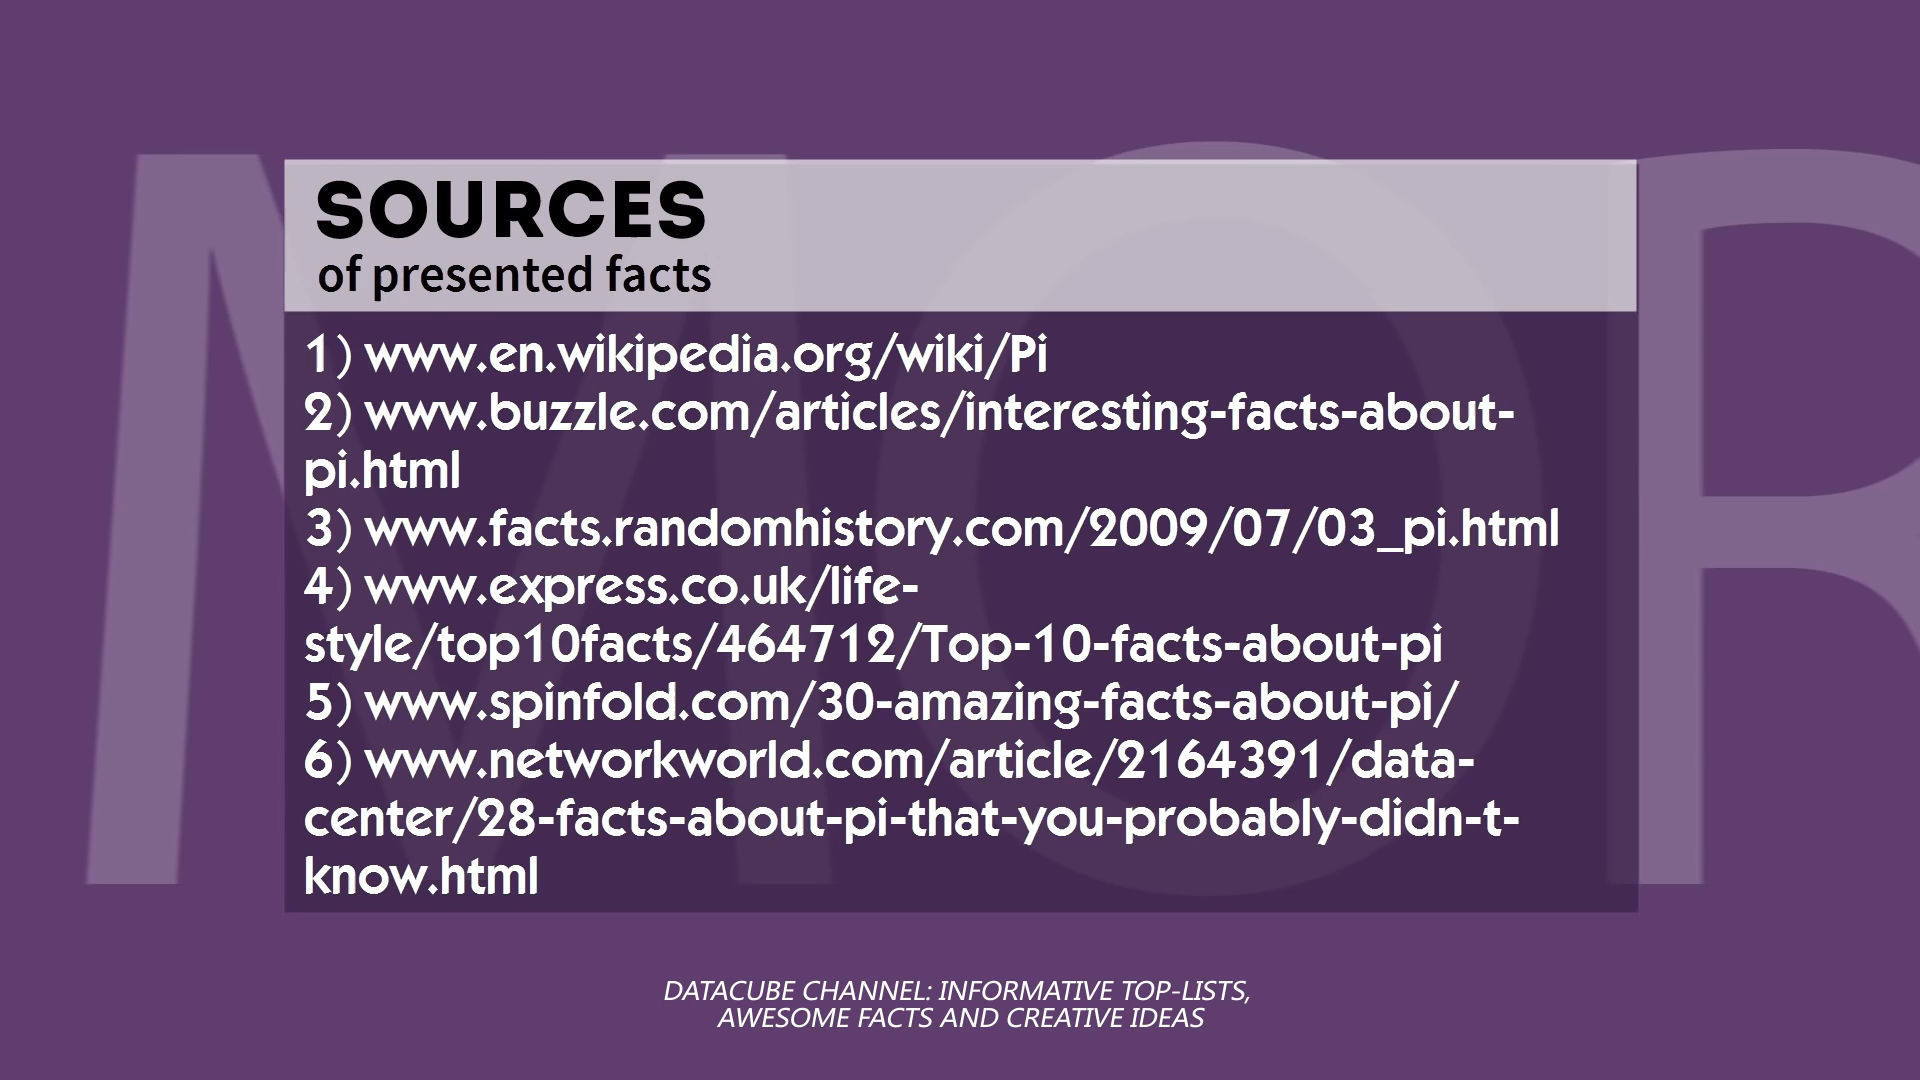 MOR
SOURCES
of presented facts
1) www.en.wikipedia.org/wiki/Pi
2) www.buzzle.com/articles/interesting-facts-about-
pi.html
3) www.facts.randomhistory.com/2009/07/03_pi.html
4) www.express.co.uk/life-
style/top10facts/464712/Top-10-facts-about-pi
5) www.spinfold.com/30-amazing-facts-about-pi/
6) www.networkworld.com/article/2164391/data-
center/28-facts-about-pi-that-you-probably-didn-t-
know.html
DATACUBE CHANNEL: INFORMATIVE TOP-LISTS,
AWESOME FACTS AND CREATIVE IDEAS